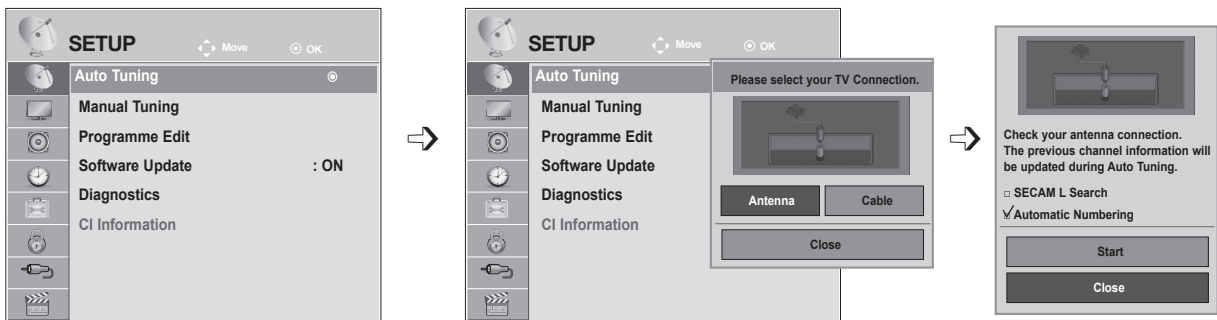 SETUP
Move
OK
Auto Tuning
Manual Tuning
Programme Edit
Software Update : ON
Diagnostics
CI Information
SETUP
Move
OK
Auto Tuning
Manual Tuning
Programme Edit
Software Update
Diagnostics
CI Information
Please select your TV Connection.
Antenna
Cable
Close
Check your antenna connection.
The previous channel information will
be updated during Auto Tuning.
SECAM L Search
Automatic Numbering
Start
Close